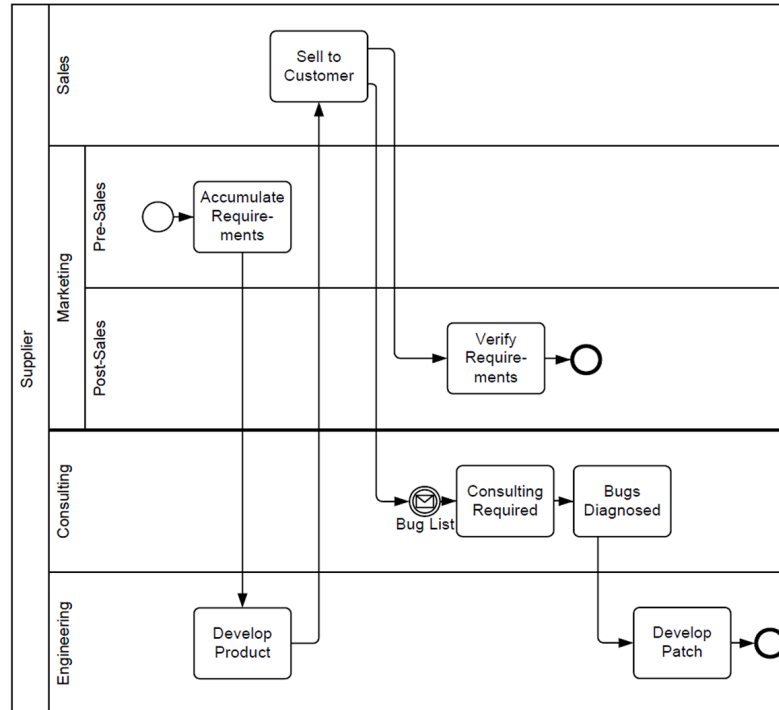 Supplier
Sales
Sell to
Customer
Marketing
Pre-Sales
Accumulate
Require-
ments
Post-Sales
Verify
Require-
ments
Consulting
Bug List
Consulting
Required
Bugs
Diagnosed
Engineering
Develop
Product
Develop
Patch